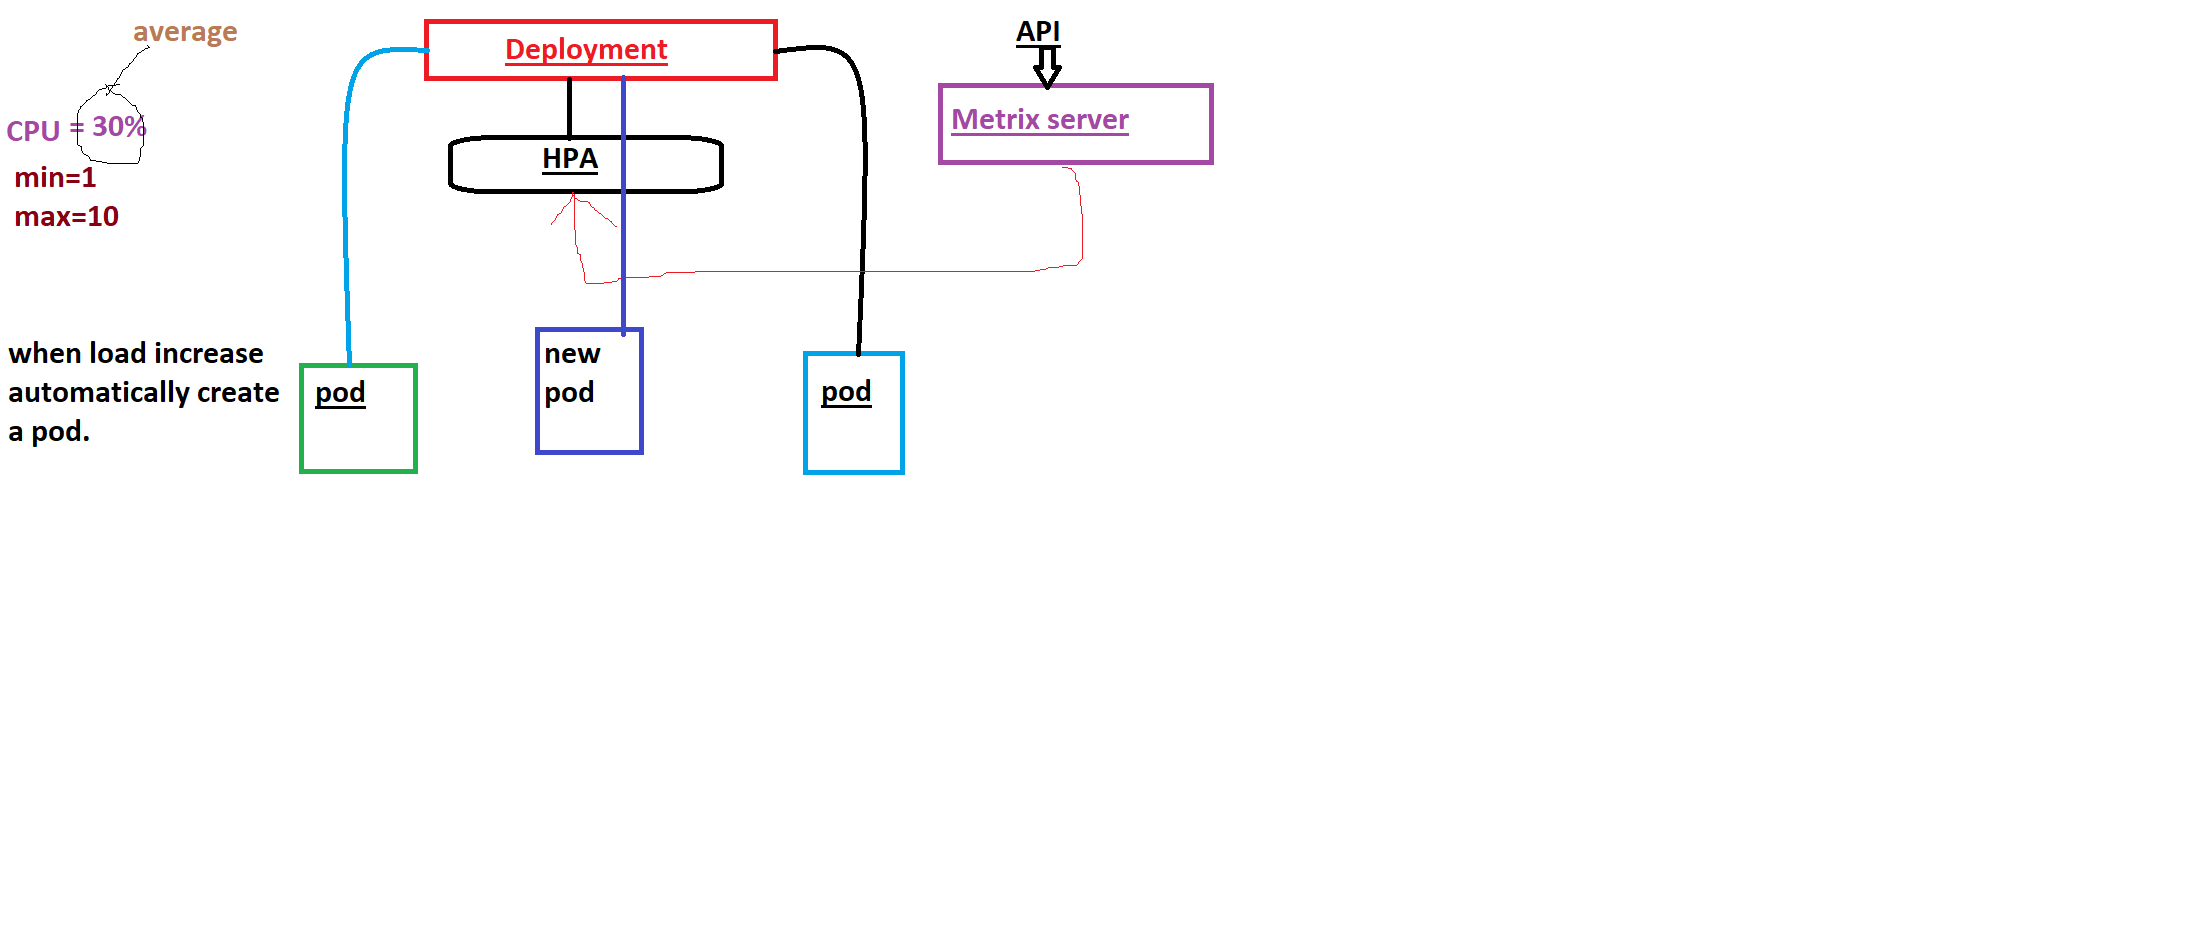 average
Deployment
API
CPU = 30%
Metrix server
HPA
min=1
max=10
when load increase
automatically create
a pod.
pod
new
pod
pod